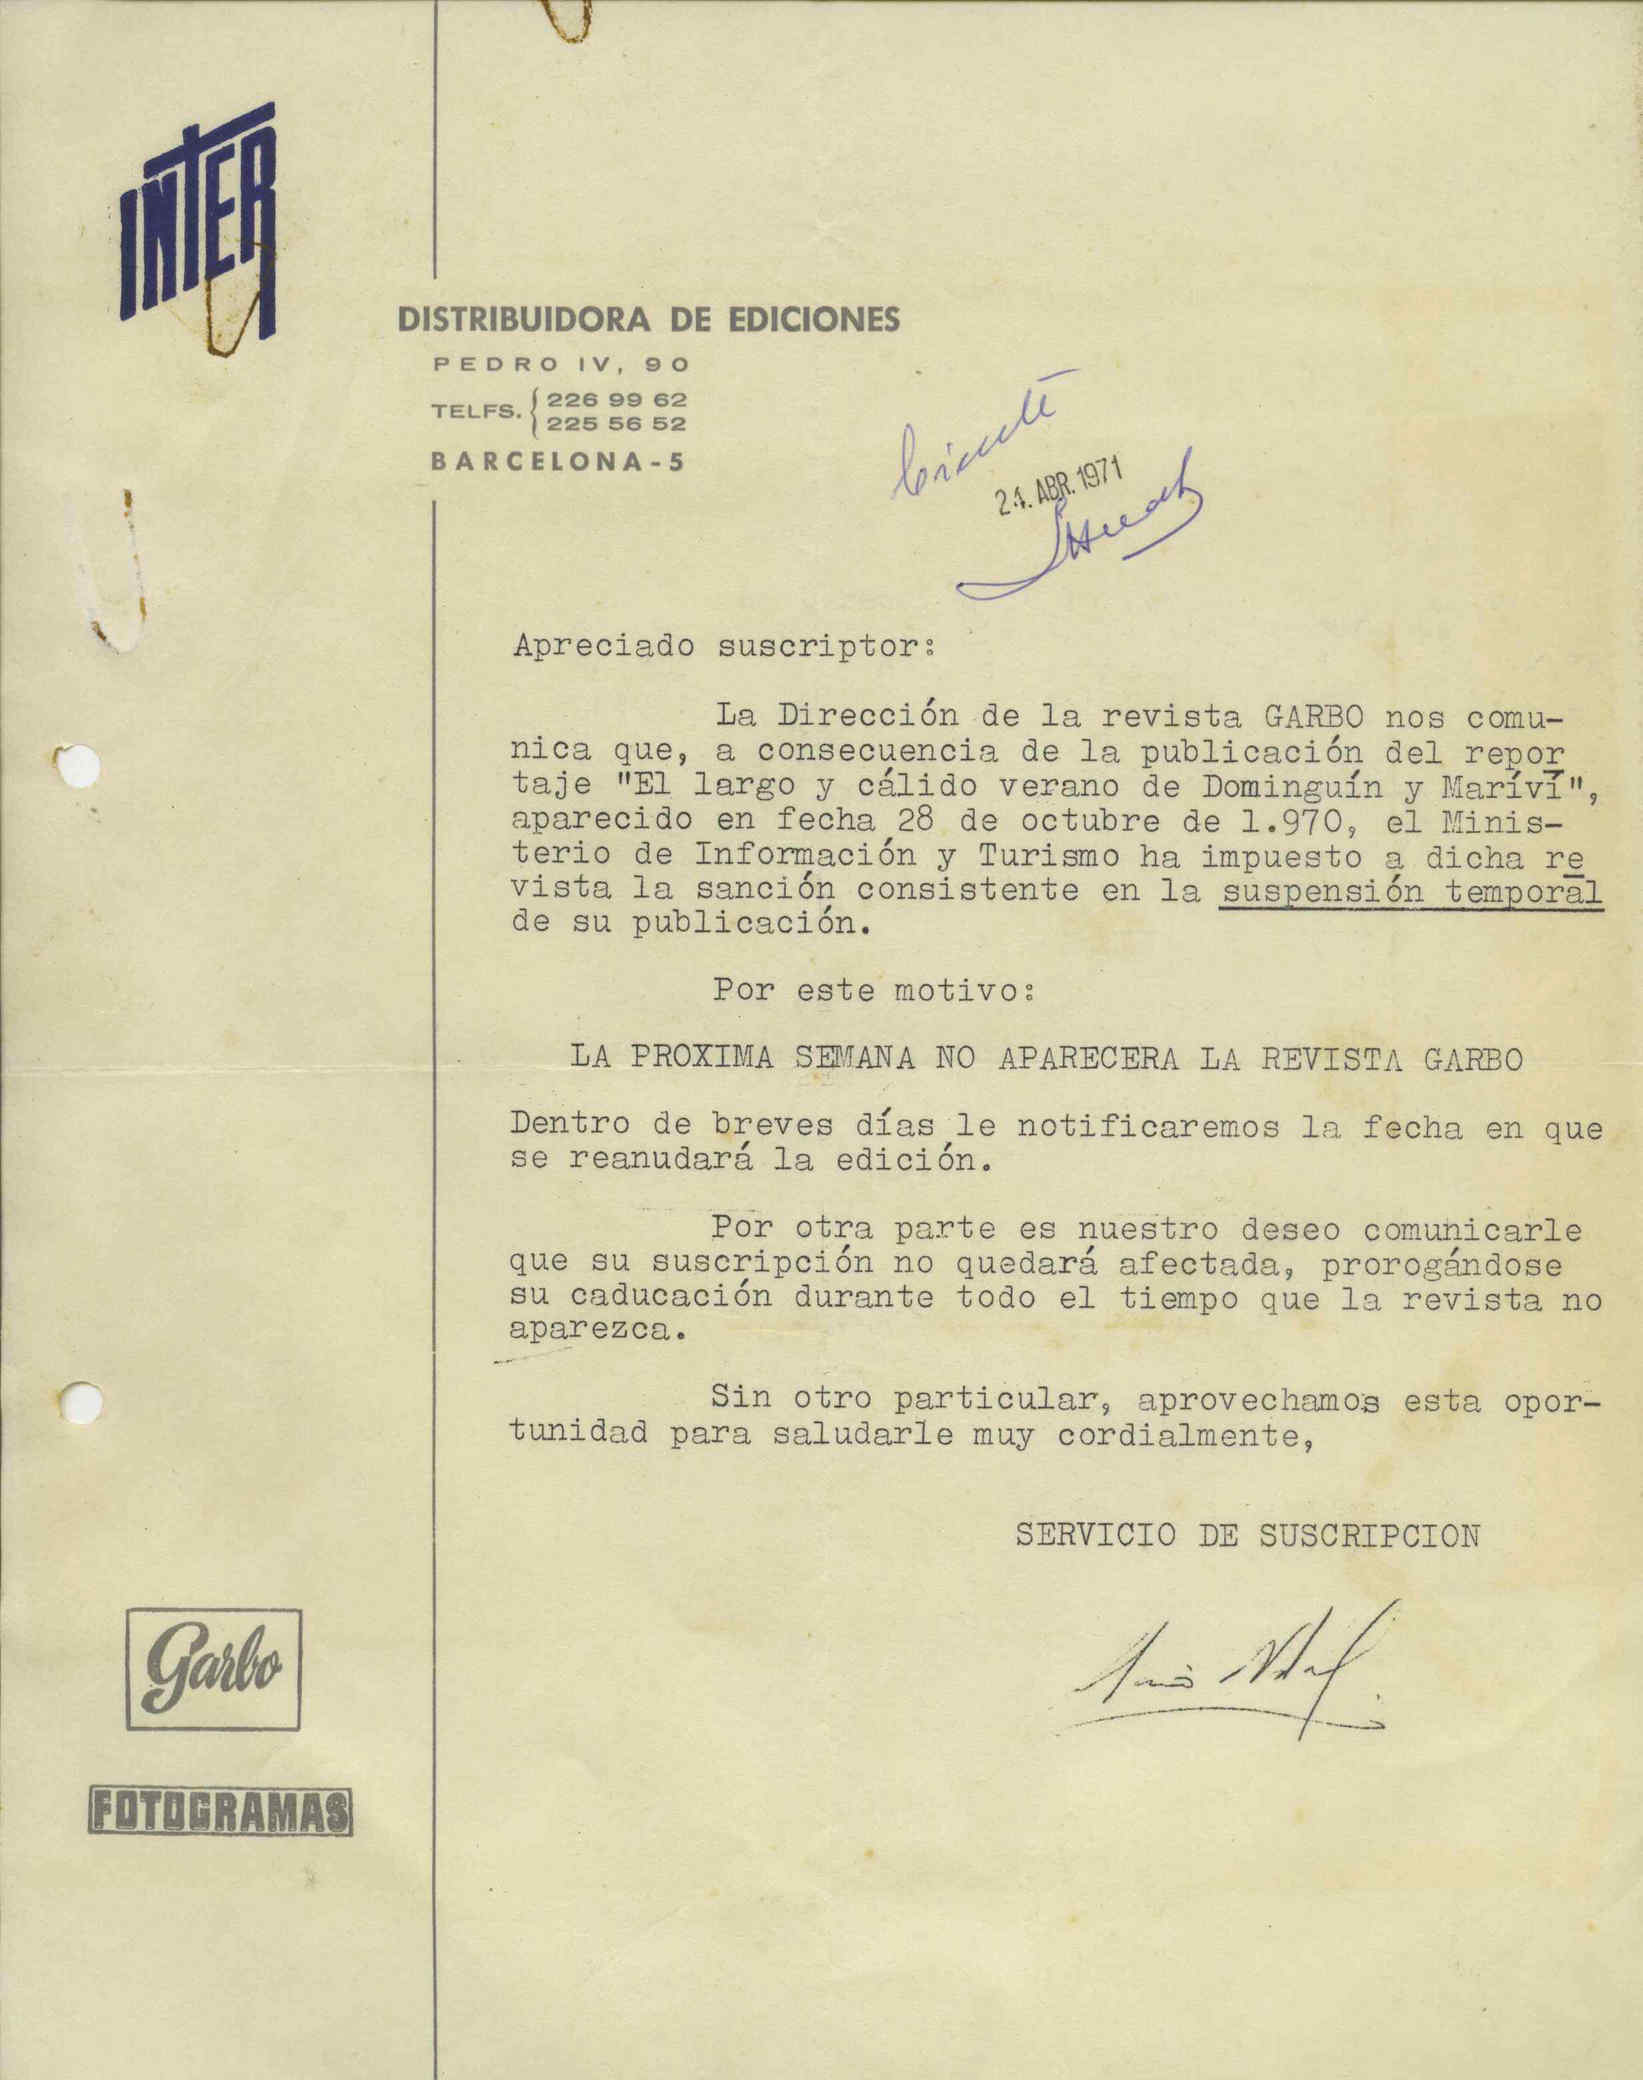 INTER
DISTRIBUIDORA DE EDICIONES
PEDRO IV, 90
TELFS. { 226 99 62
225 56 52
BARCELONA-5
ABR. 1971
Apreciado suscriptor:
La Dirección de la revista GARBO nos comu-
nica que, a consecuencia de la publicación del repor
taje "El largo y cálido verano de Dominguín y Maríví",
aparecido en fecha 28 de octubre de 1.970, el Minis-
terio de Información y Turismo ha impuesto a dicha re
vista la sanción consistente en la suspensión temporal
de su publicación.
Por este motivo:
LA PROXIMA SEMANA NO APARECERA LA REVISTA GARBO
Dentro de breves días le notificaremos la fecha en que
se reanudará la edición.
Por otra parte es nuestro deseo comunicarle
que su suscripción no quedará afectada, prorogándose
su caducación durante todo el tiempo que la revista no
aparezca.
Sin otro particular, aprovechamos esta opor-
tunidad para saludarle muy cordialmente,
SERVICIO DE SUSCRIPCION
Garbo
FOTOGRAMAS